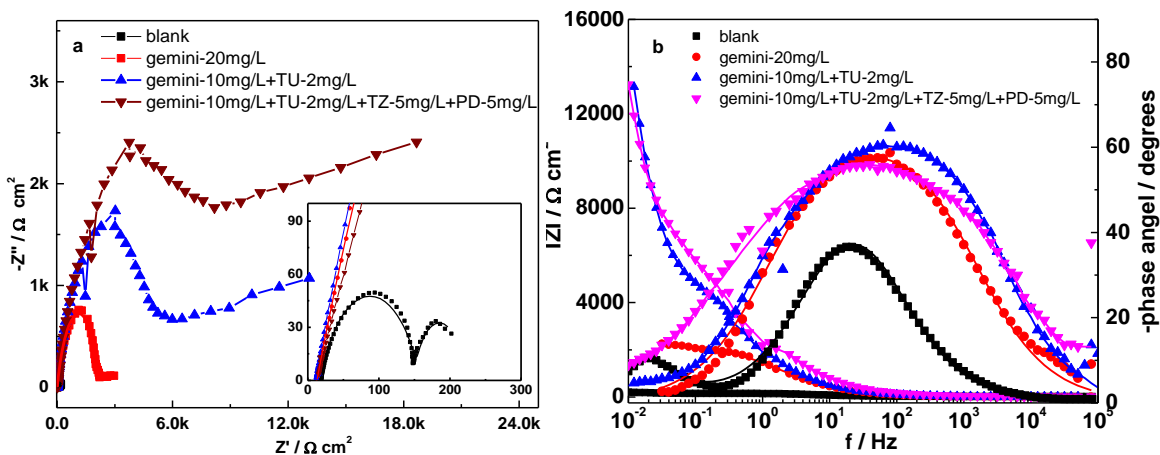 a
blank
gemini-20mg/L
gemini-10mg/L+TU-2mg/L
gemini-10mg/L+TU-2mg/L+TZ-5mg/L+PD-5mg/L
3k
2k
1k
0
-Z'' / Ω cm²
0.0
6.0k
12.0k
18.0k
24.0k
Z' / Ω cm²
90
60
30
0
0
100
200
300
b
blank
gemini-20mg/L
gemini-10mg/L+TU-2mg/L
gemini-10mg/L+TU-2mg/L+TZ-5mg/L+PD-5mg/L
16000
12000
8000
4000
0
IZI / Ω cm⁻
80
60
40
20
0
-phase angel / degrees
10⁻²
10⁻¹
10⁰
10¹
10²
10³
10⁴
10⁵
f / Hz